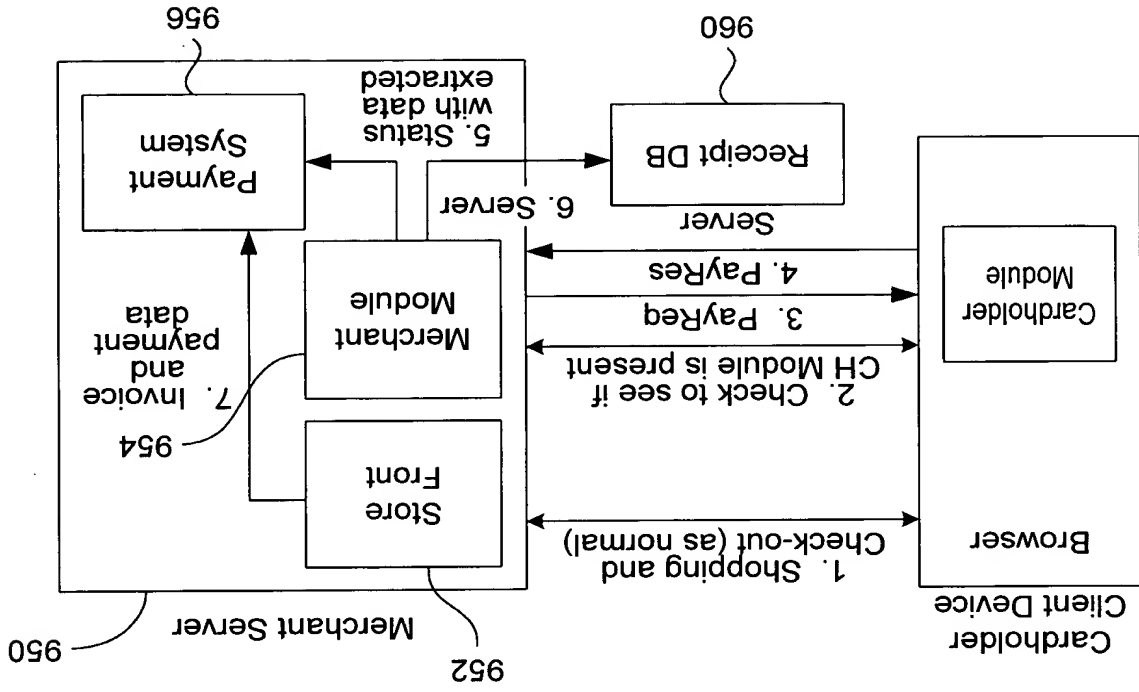 Cardholder
Client Device
Browser
Cardholder
Module
1. Shopping and
Check-out (as normal)
2. Check to see if
CH Module is present
3. PayReq
4. PayRes
Server
Receipt DB
960
952
Merchant Server
950
Store
Front
954
Merchant
Module
7. Invoice
and
payment
data
6. Server
5. Status
with data
extracted
Payment
System
956